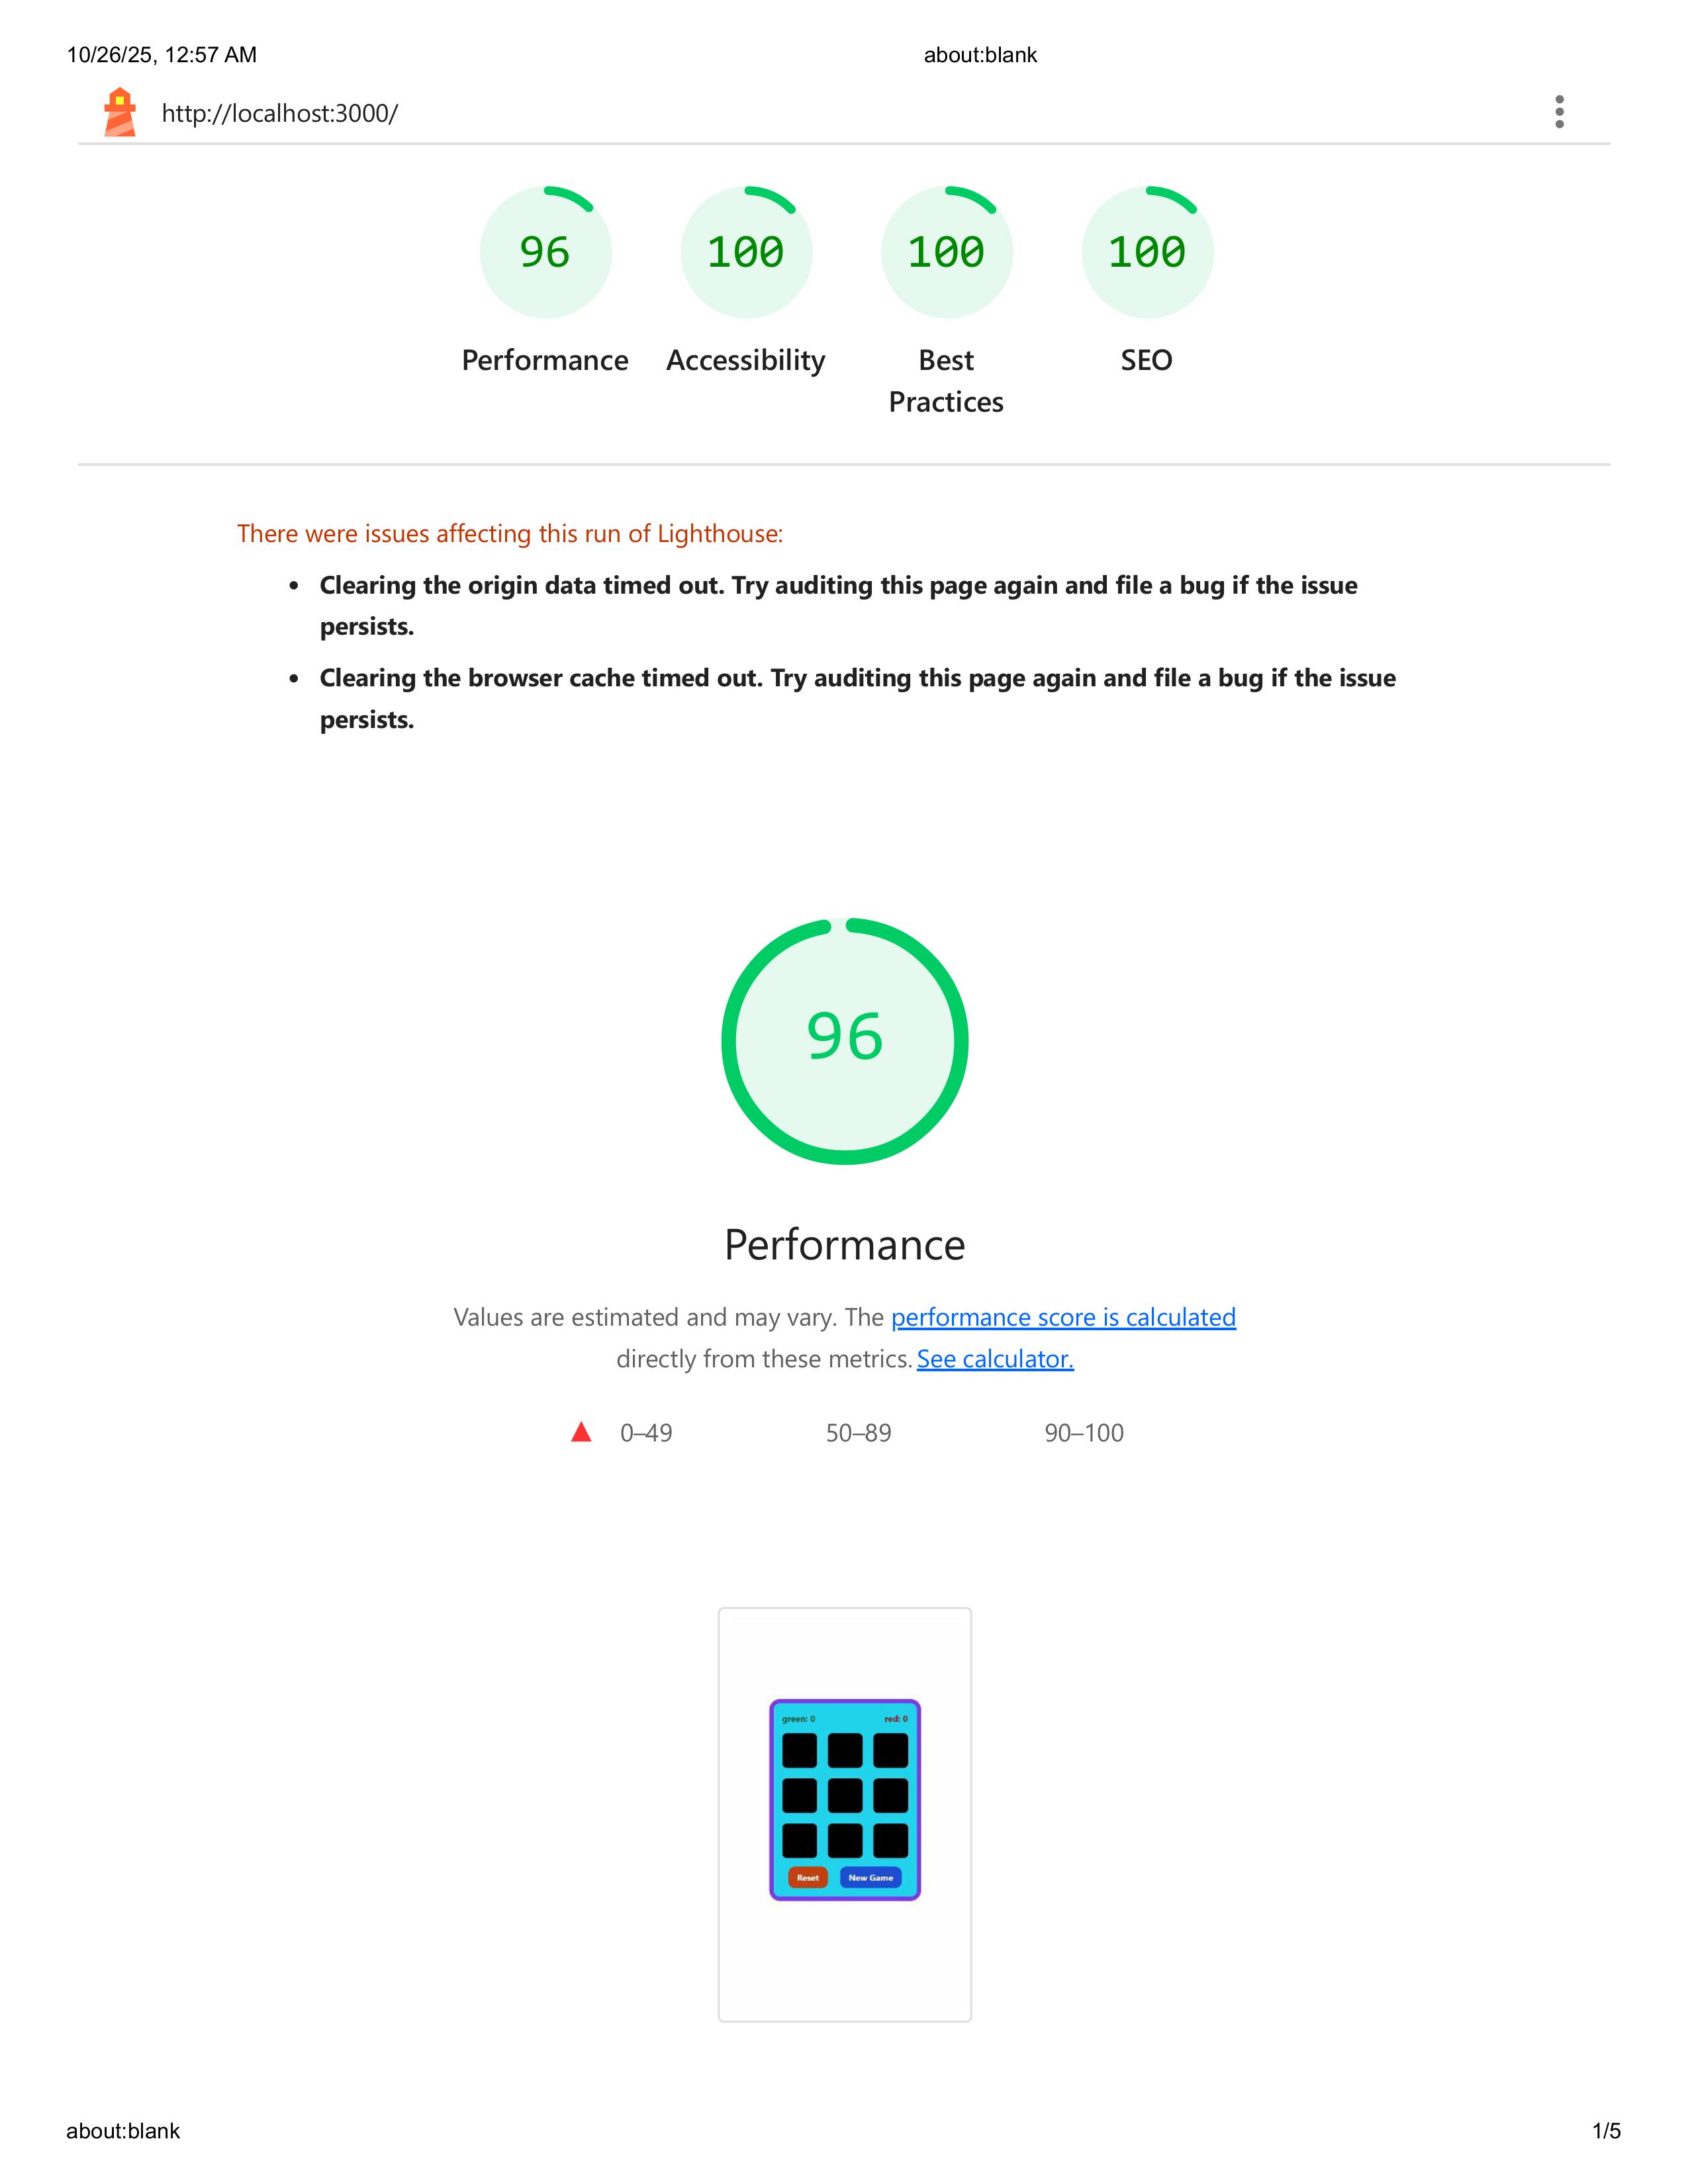 10/26/25, 12:57 AM
about:blank
http://localhost:3000/
96
100
100
100
Performance
Accessibility
Best
Practices
SEO
There were issues affecting this run of Lighthouse:
Clearing the origin data timed out. Try auditing this page again and file a bug if the issue
persists.
Clearing the browser cache timed out. Try auditing this page again and file a bug if the issue
persists.
96
Performance
Values are estimated and may vary. The performance score is calculated
directly from these metrics. See calculator.
0–49
50–89
90–100
green: 0
red: 0
Reset
New Game
about:blank
1/5